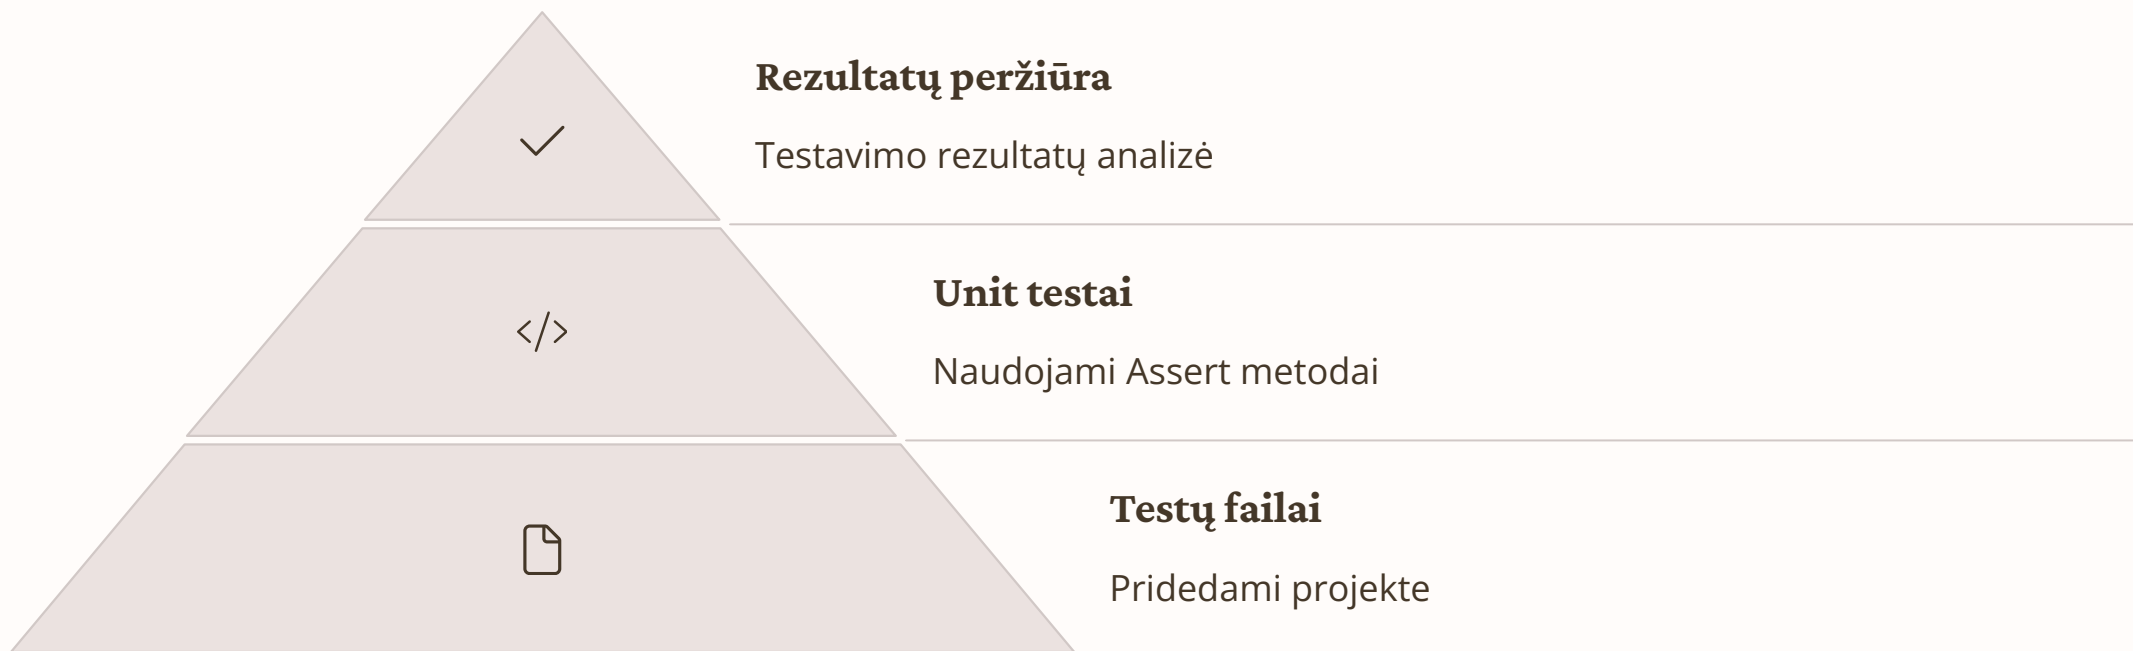 Rezultatų peržiūra
Testavimo rezultatų analizė
Unit testai
Naudojami Assert metodai
Testų failai
Pridedami projekte